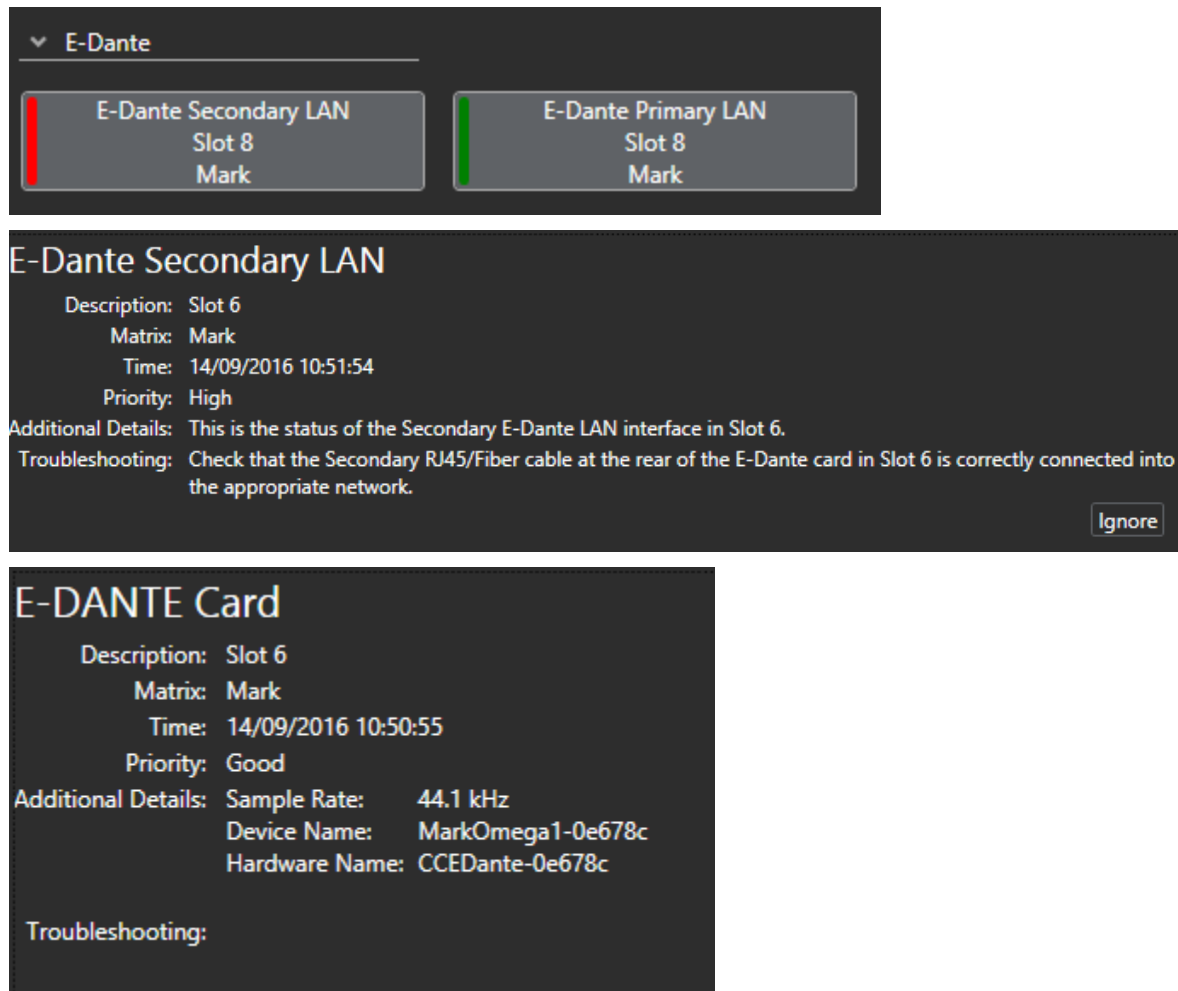 E-Dante
E-Dante Secondary LAN
Slot 8
Mark
E-Dante Primary LAN
Slot 8
Mark
E-Dante Secondary LAN
Description: Slot 6
Matrix: Mark
Time: 14/09/2016 10:51:54
Priority: High
Additional Details: This is the status of the Secondary E-Dante LAN interface in Slot 6.
Troubleshooting: Check that the Secondary RJ45/Fiber cable at the rear of the E-Dante card in Slot 6 is correctly connected into
the appropriate network.
Ignore
E-DANTE Card
Description: Slot 6
Matrix: Mark
Time: 14/09/2016 10:50:55
Priority: Good
Additional Details: Sample Rate: 44.1 kHz
Device Name: MarkOmega1-0e678c
Hardware Name: CCEDante-0e678c
Troubleshooting: